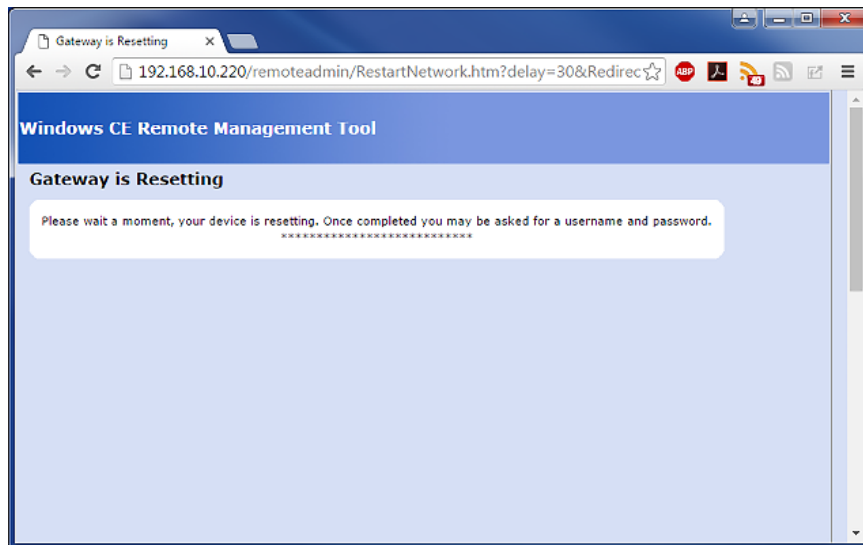 Gateway is Resetting
192.168.10.220/remoteadmin/RestartNetwork.htm?delay=30&Redirec
ABP
Windows CE Remote Management Tool
Gateway is Resetting
Please wait a moment, your device is resetting. Once completed you may be asked for a username and password.
***************************